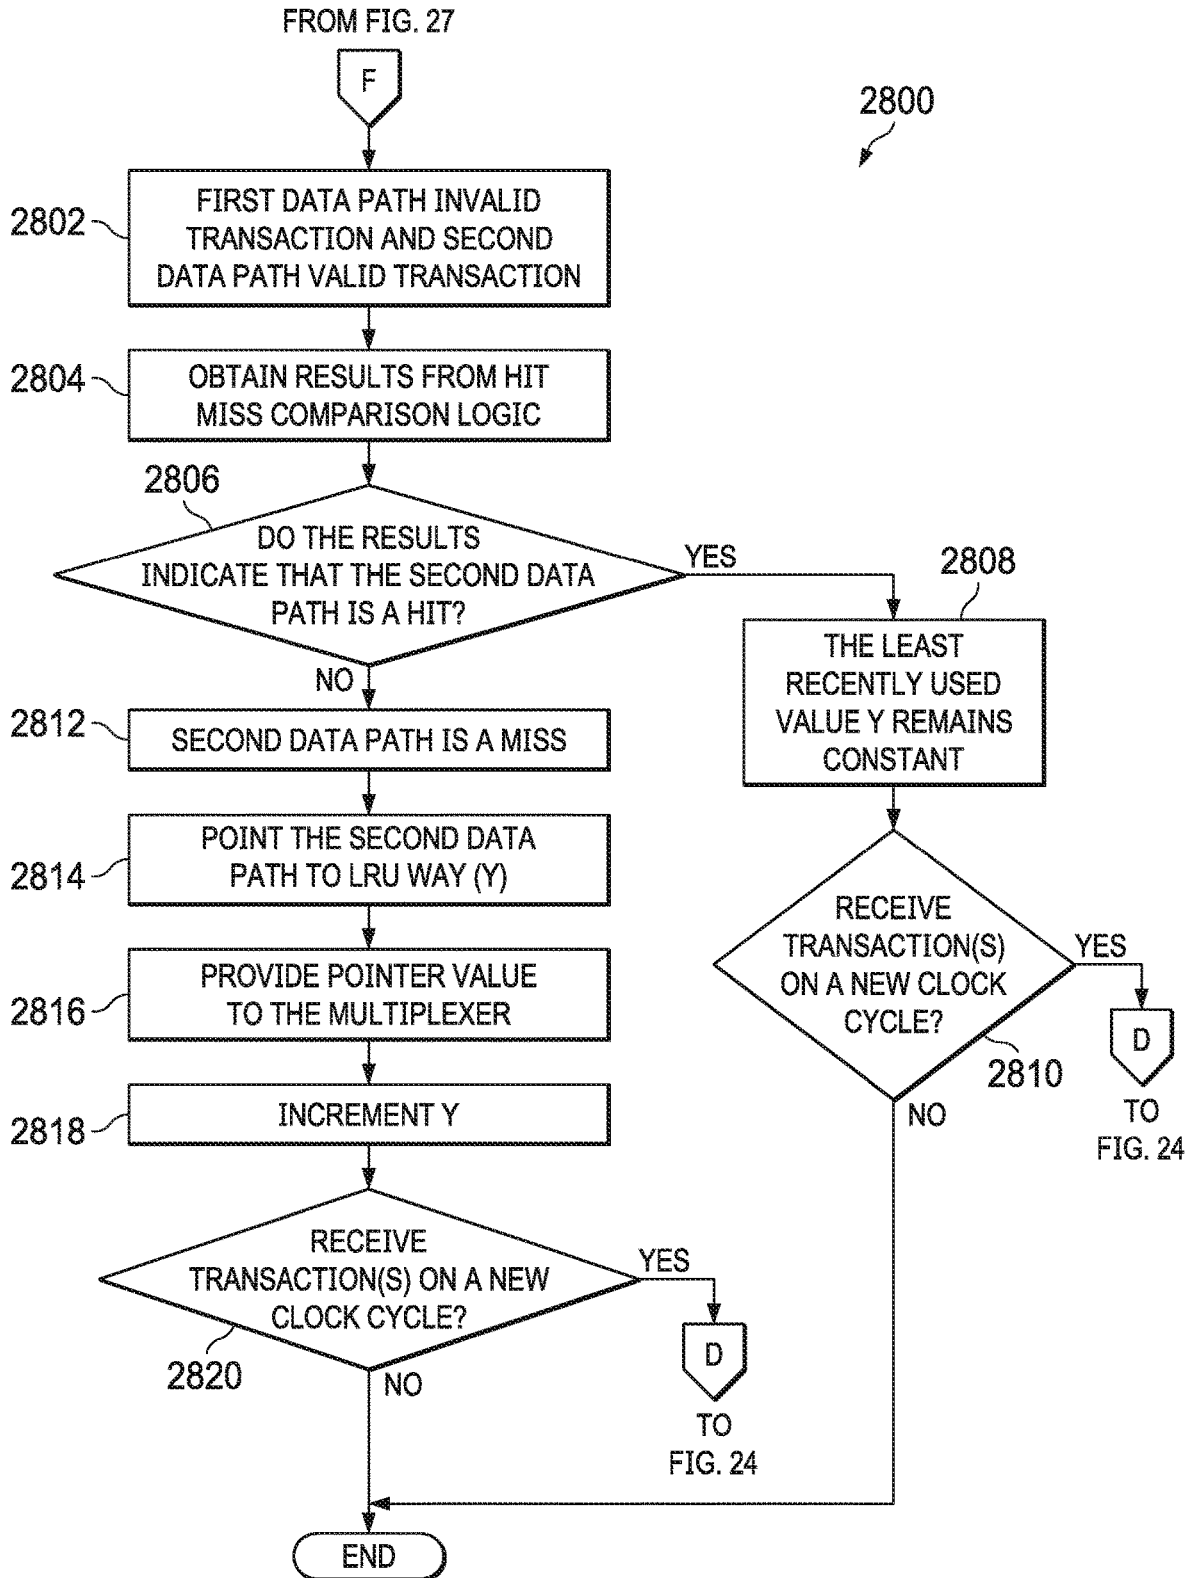 FROM FIG. 27
F
2800
2802
FIRST DATA PATH INVALID
TRANSACTION AND SECOND
DATA PATH VALID TRANSACTION
2804
OBTAIN RESULTS FROM HIT
MISS COMPARISON LOGIC
2806
DO THE RESULTS
INDICATE THAT THE SECOND DATA
PATH IS A HIT?
YES
NO
2808
THE LEAST
RECENTLY USED
VALUE Y REMAINS
CONSTANT
2812
SECOND DATA PATH IS A MISS
2814
POINT THE SECOND DATA
PATH TO LRU WAY (Y)
2810
RECEIVE
TRANSACTION(S)
ON A NEW CLOCK
CYCLE?
YES
D
TO
FIG. 24
NO
2816
PROVIDE POINTER VALUE
TO THE MULTIPLEXER
2818
INCREMENT Y
RECEIVE
TRANSACTION(S) ON A NEW
CLOCK CYCLE?
2820
YES
D
TO
FIG. 24
NO
END